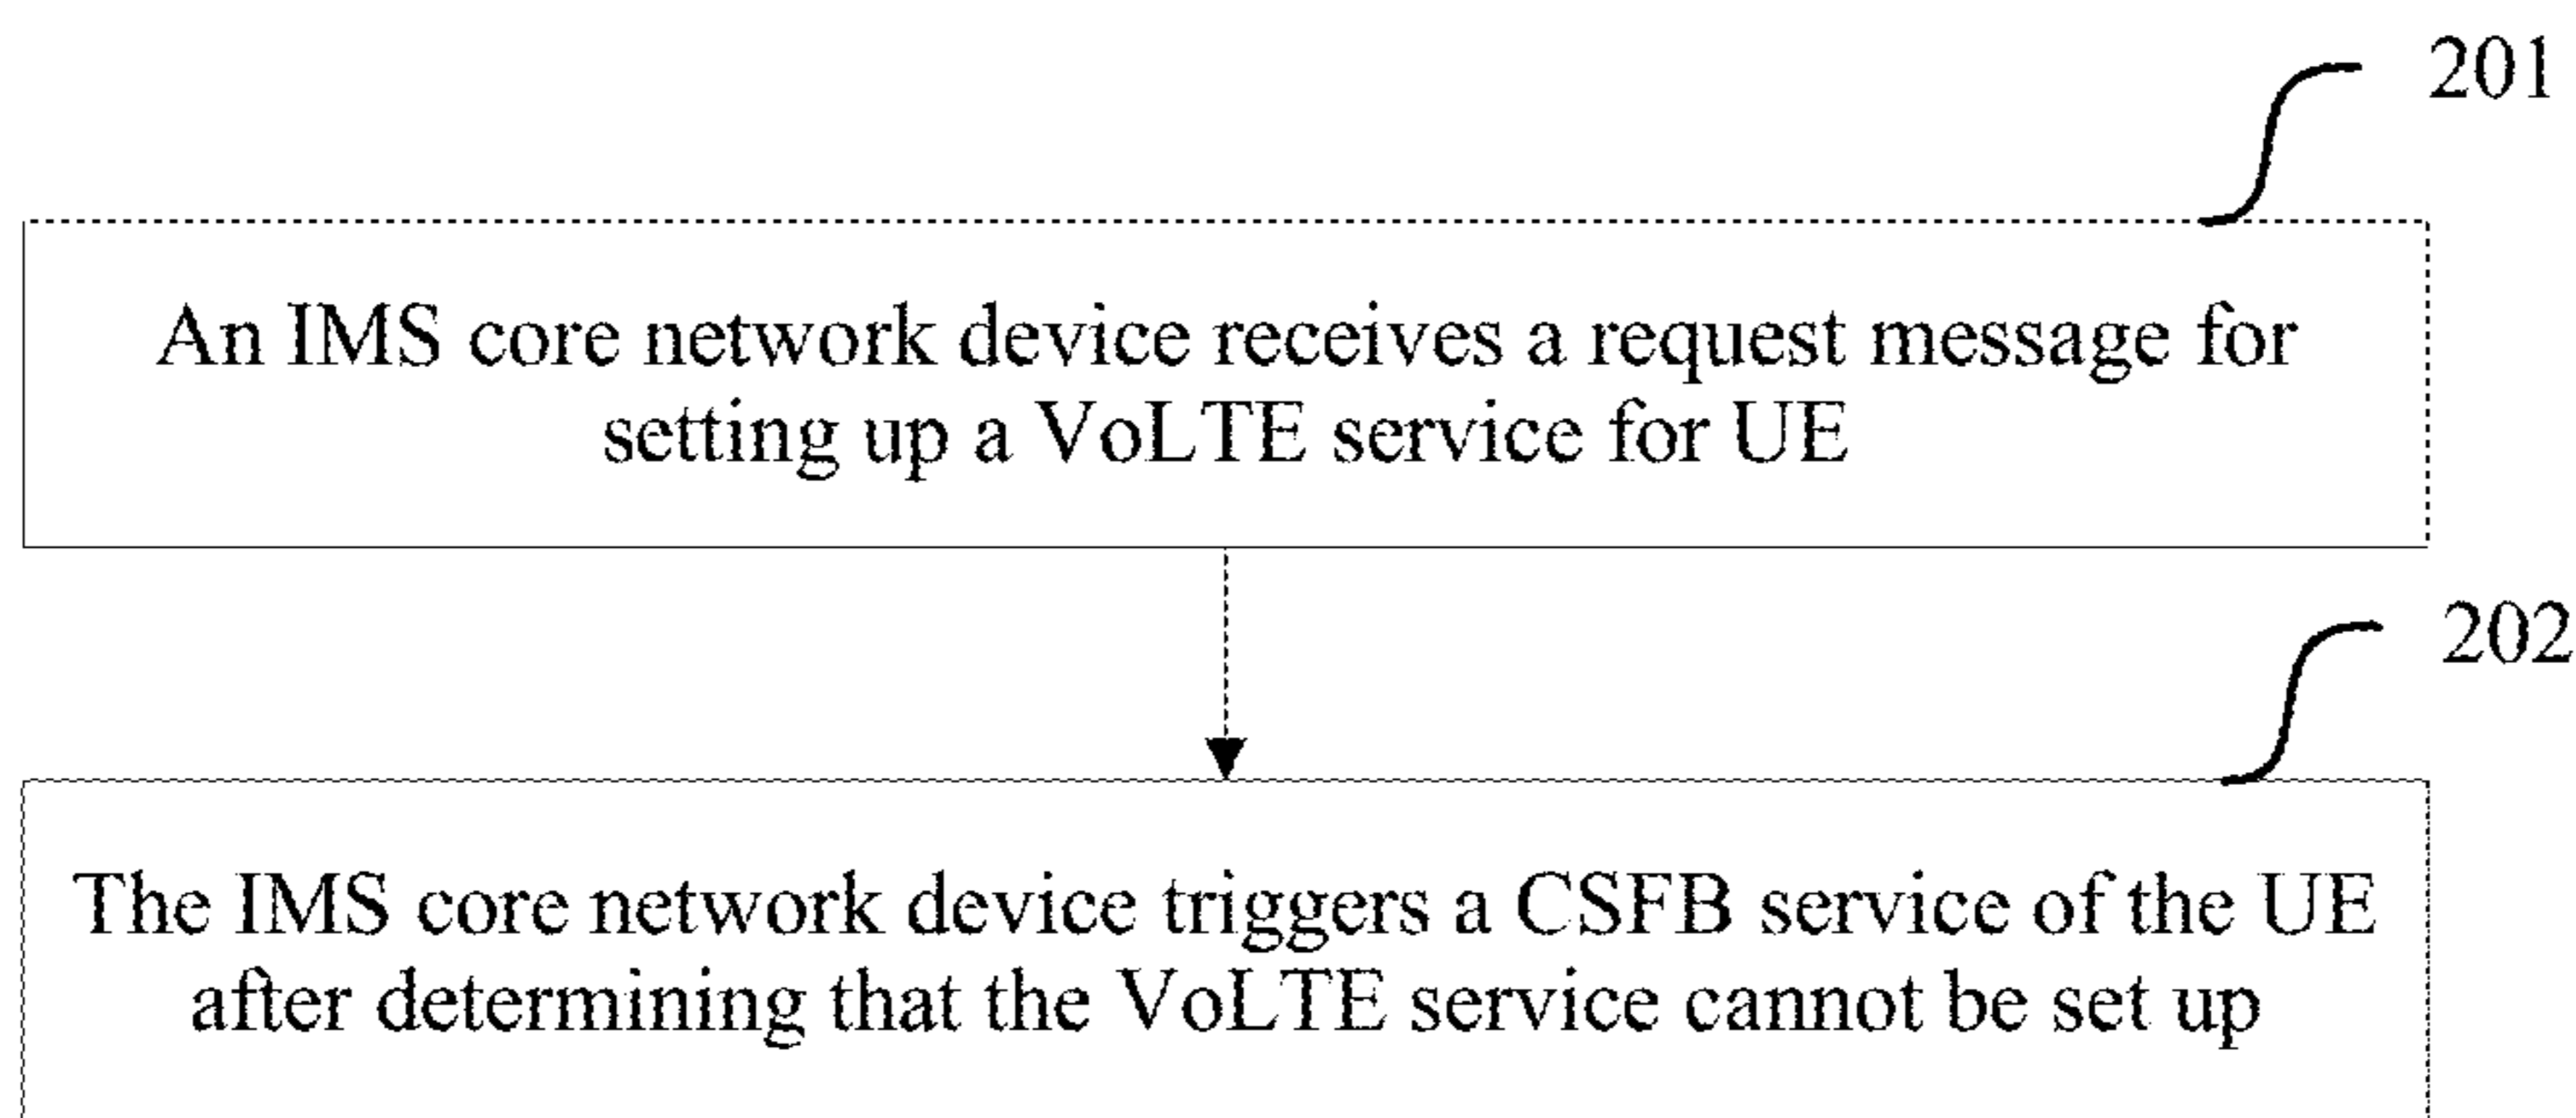 201
An IMS core network device receives a request message for
setting up a VoLTE service for UE
202
The IMS core network device triggers a CSFB service of the UE
after determining that the VoLTE service cannot be set up